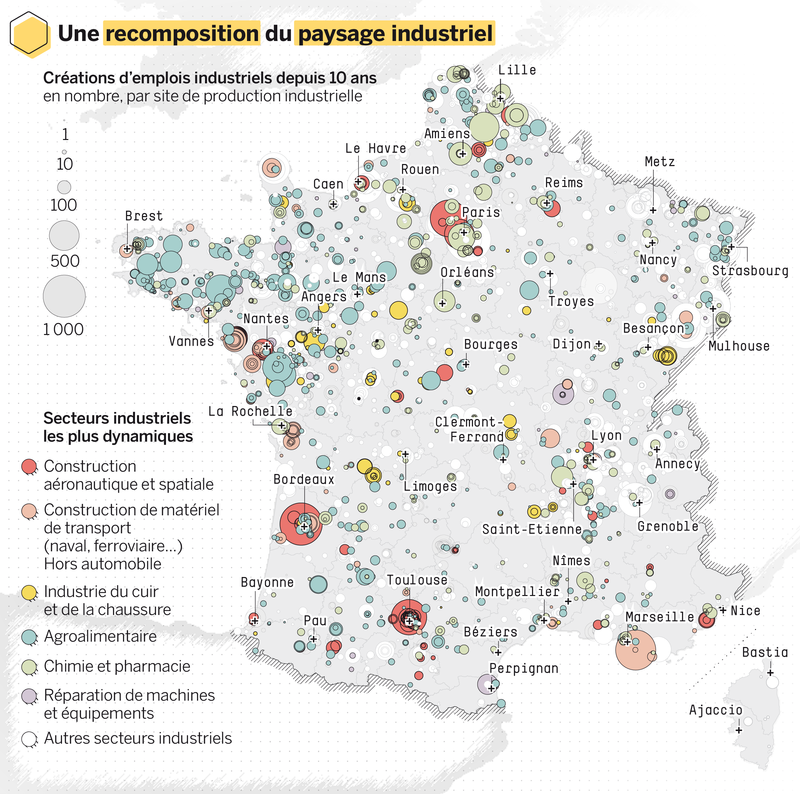 Une recomposition du paysage industriel
Créations d'emplois industriels depuis 10 ans
en nombre, par site de production industrielle
1
10
100
500
1 000
Lille
Amiens
Le Havre
Rouen
Metz
Caen
Reims
Brest
Paris
Nancy
Strasbourg
Le Mans
Orléans
Angers
Troyes
Nantes
Vannes
Bourges
Dijon
Besançon
Mulhouse
La Rochelle
Clermont-
Ferrand
Lyon
Annecy
Limoges
Bordeaux
Saint-Etienne
Grenoble
Nîmes
Bayonne
Toulouse
Montpellier
Pau
Marseille
Nice
Béziers
Perpignan
Bastia
Ajaccio
Secteurs industriels
les plus dynamiques
Construction
aéronautique et spatiale
Construction de matériel
de transport
(naval, ferroviaire...)
Hors automobile
Industrie du cuir
et de la chaussure
Agroalimentaire
Chimie et pharmacie
Réparation de machines
et équipements
Autres secteurs industriels